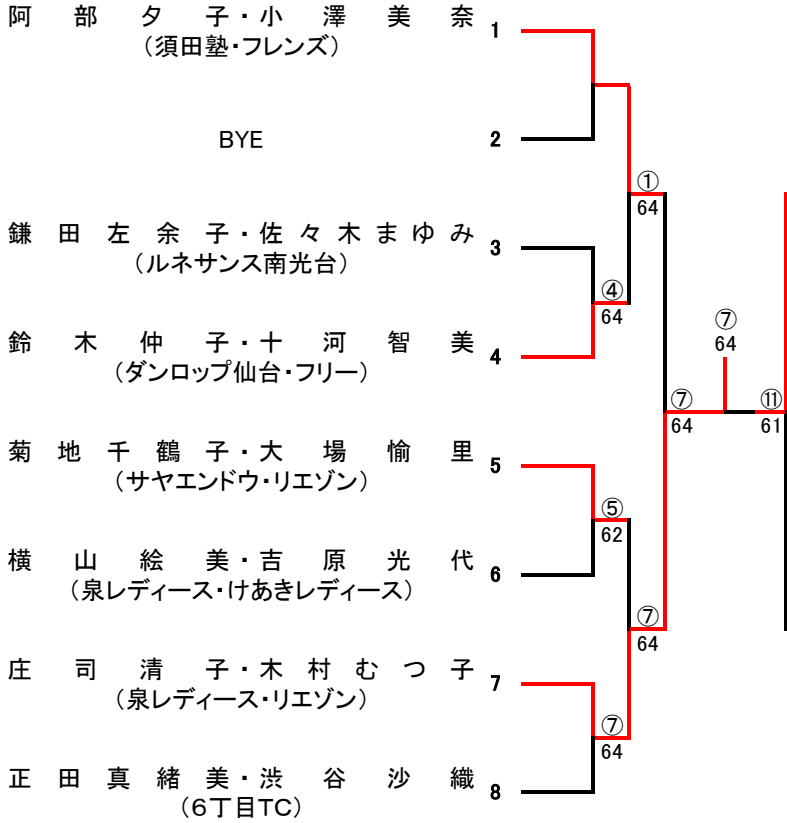 阿部夕子・小澤美奈 1
（須田塾・フレンズ）
BYE 2
①
64
鎌田左余子・佐々木まゆみ 3
（ルネサンス南光台）
④
64
鈴木仲子・十河智美 4
（ダンロップ仙台・フリー）
⑦
64
⑦
64
⑪
61
菊地千鶴子・大場愉里 5
（サヤエンドウ・リエゾン）
⑤
62
横山絵美・吉原光代 6
（泉レディース・けあきレディース）
⑦
64
庄司清子・木村むつ子 7
（泉レディース・リエゾン）
⑦
64
正田真緒美・渋谷沙織 8
（6丁目TC）